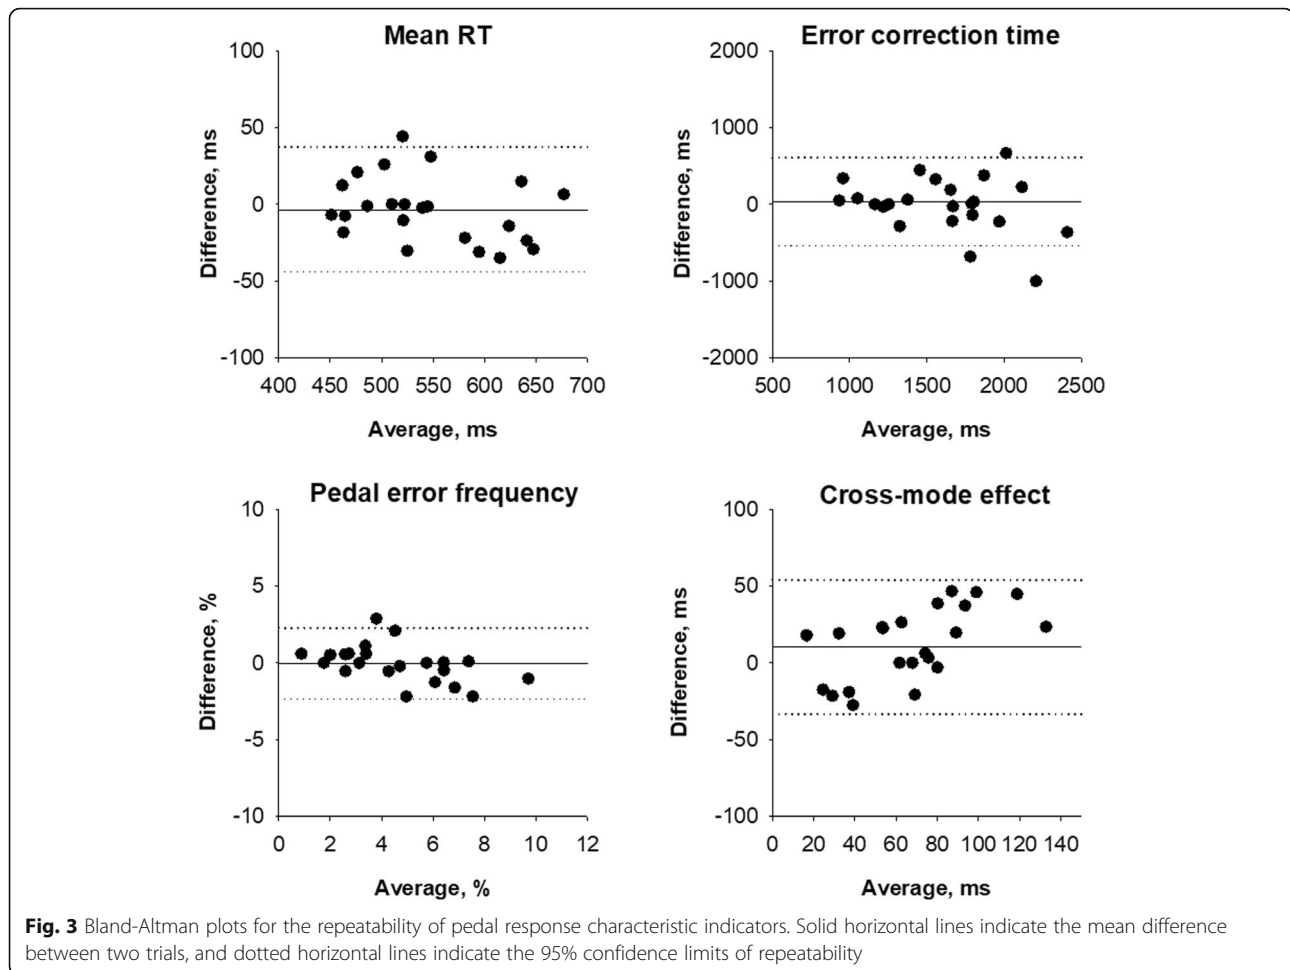 Mean RT
100
50
0
-50
-100
Difference, ms
400 450 500 550 600 650 700
Average, ms
Error correction time
2000
1000
0
-1000
-2000
Difference, ms
500 1000 1500 2000 2500
Average, ms
Pedal error frequency
10
5
0
-5
-10
Difference, %
0 2 4 6 8 10 12
Average, %
Cross-mode effect
100
50
0
-50
-100
Difference, ms
0 20 40 60 80 100 120 140
Average, ms
Fig. 3 Bland-Altman plots for the repeatability of pedal response characteristic indicators. Solid horizontal lines indicate the mean difference
between two trials, and dotted horizontal lines indicate the 95% confidence limits of repeatability